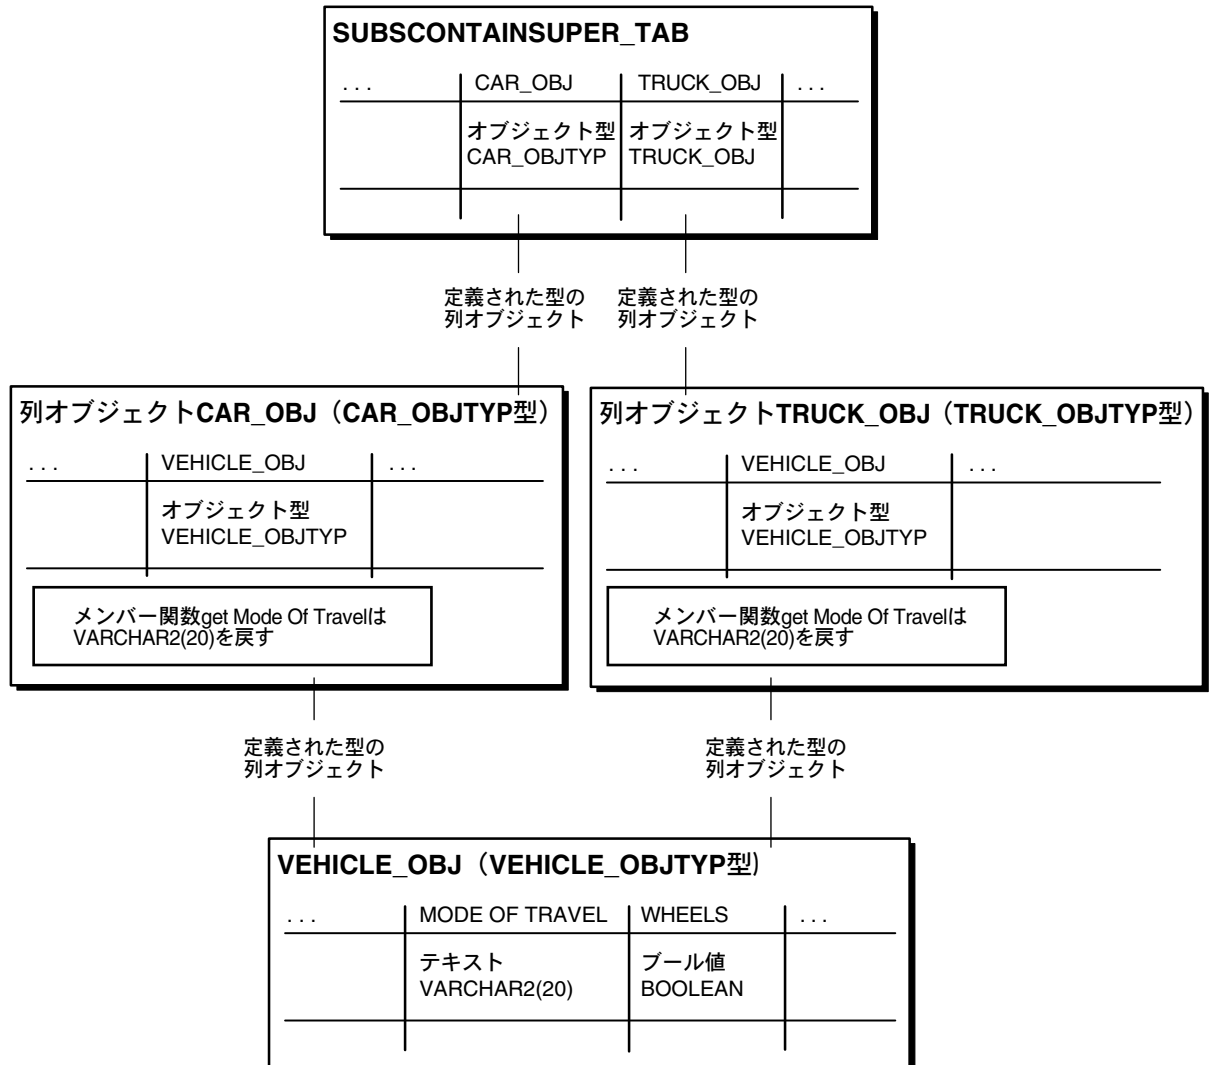 SUBSCONTAINSUPER_TAB
. . . CAR_OBJ TRUCK_OBJ . . .
オブジェクト型 オブジェクト型
CAR_OBJTYP TRUCK_OBJ
定義された型の 定義された型の
列オブジェクト 列オブジェクト
列オブジェクトCAR_OBJ（CAR_OBJTYP型）
. . . VEHICLE_OBJ . . .
オブジェクト型
VEHICLE_OBJTYP
メンバー関数get Mode Of Travelは
VARCHAR2(20)を戻す
列オブジェクトTRUCK_OBJ（TRUCK_OBJTYP型）
. . . VEHICLE_OBJ . . .
オブジェクト型
VEHICLE_OBJTYP
メンバー関数get Mode Of Travelは
VARCHAR2(20)を戻す
定義された型の 定義された型の
列オブジェクト 列オブジェクト
VEHICLE_OBJ（VEHICLE_OBJTYP型)
. . . MODE OF TRAVEL WHEELS . . .
テキスト ブール値
VARCHAR2(20) BOOLEAN